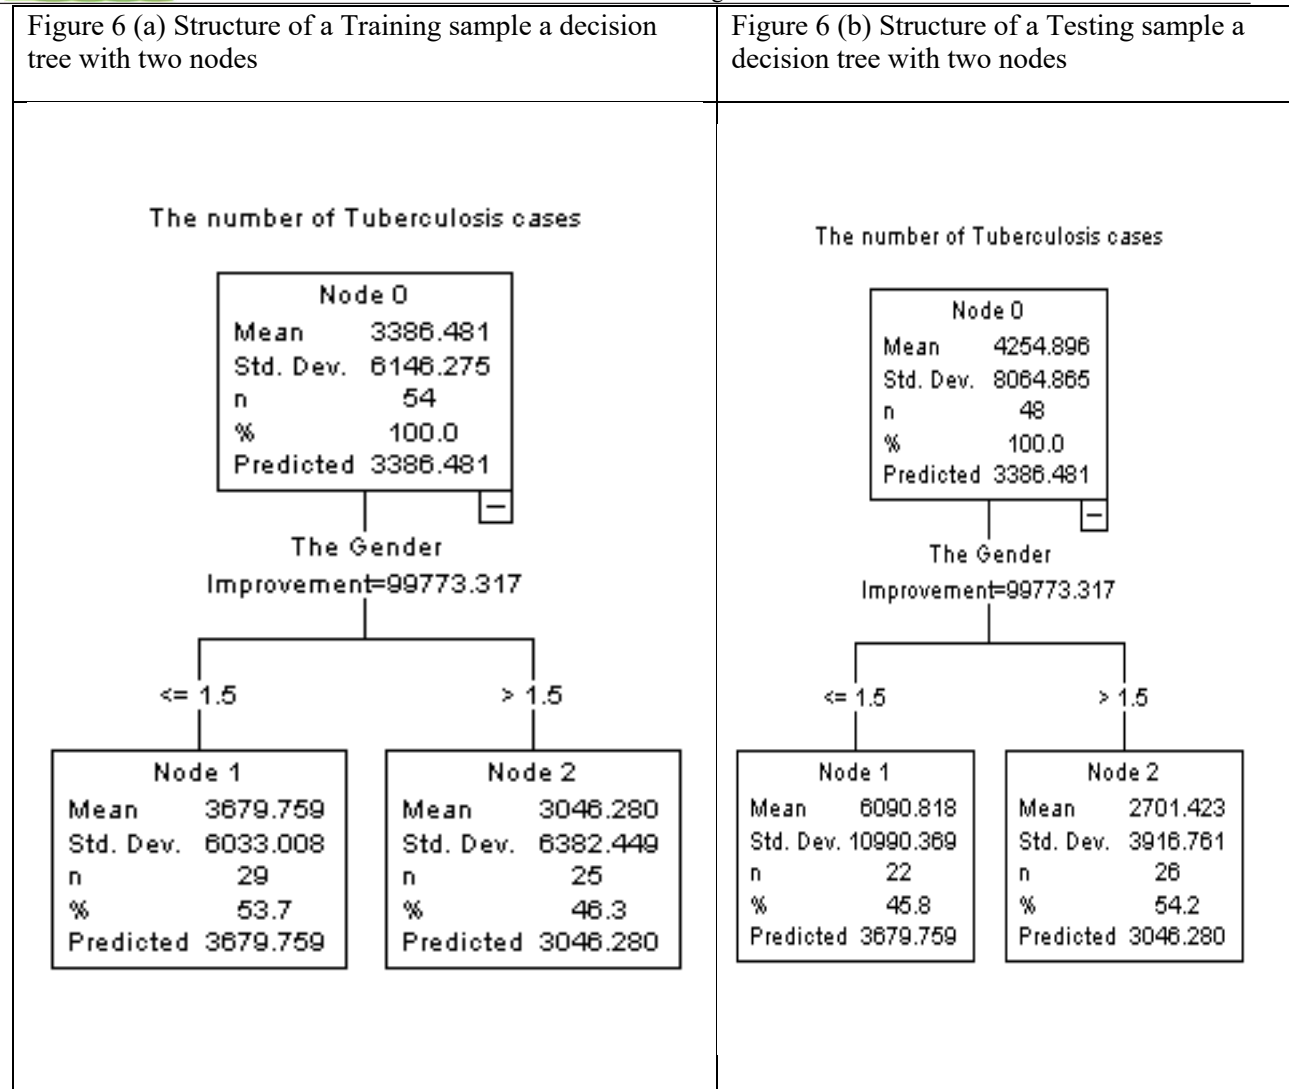 Figure 6 (a) Structure of a Training sample a decision
tree with two nodes
Figure 6 (b) Structure of a Testing sample a
decision tree with two nodes
The number of Tuberculosis cases
Node 0
Mean 3386.481
Std. Dev. 6146.275
n 54
% 100.0
Predicted 3386.481
The Gender
Improvement=99773.317
<= 1.5
> 1.5
Node 1
Mean 3679.759
Std. Dev. 6033.008
n 29
% 53.7
Predicted 3679.759
Node 2
Mean 3046.280
Std. Dev. 6382.449
n 25
% 46.3
Predicted 3046.280
The number of Tuberculosis cases
Node 0
Mean 4254.896
Std. Dev. 8064.865
n 48
% 100.0
Predicted 3386.481
The Gender
Improvement=99773.317
<= 1.5
> 1.5
Node 1
Mean 6090.818
Std. Dev. 10990.369
n 22
% 45.8
Predicted 3679.759
Node 2
Mean 2701.423
Std. Dev. 3916.761
n 26
% 54.2
Predicted 3046.280